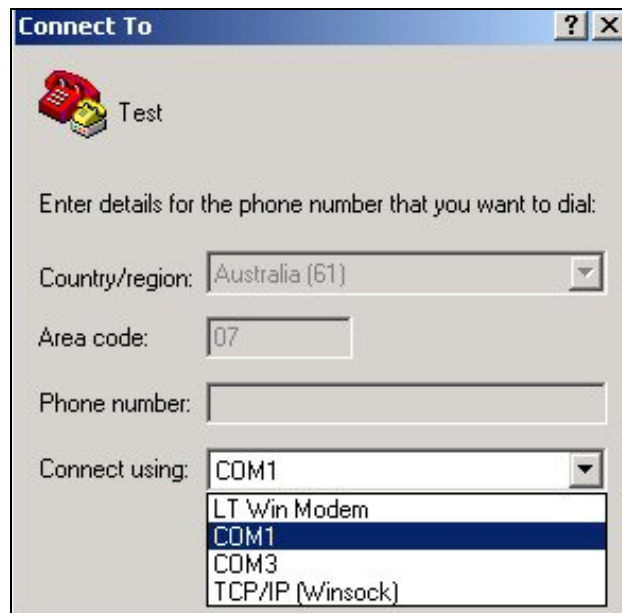 Connect To
Test
Enter details for the phone number that you want to dial:
Country/region: Australia (61)
Area code: 07
Phone number:
Connect using: COM1
LT Win Modem
COM1
COM3
TCP/IP (Winsock)